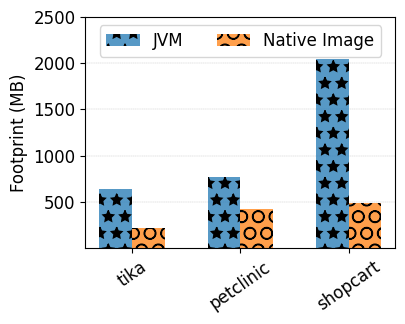 2500
2000
1500
1000
500
Footprint (MB)
JVM
Native Image
tika
petclinic
shopcart